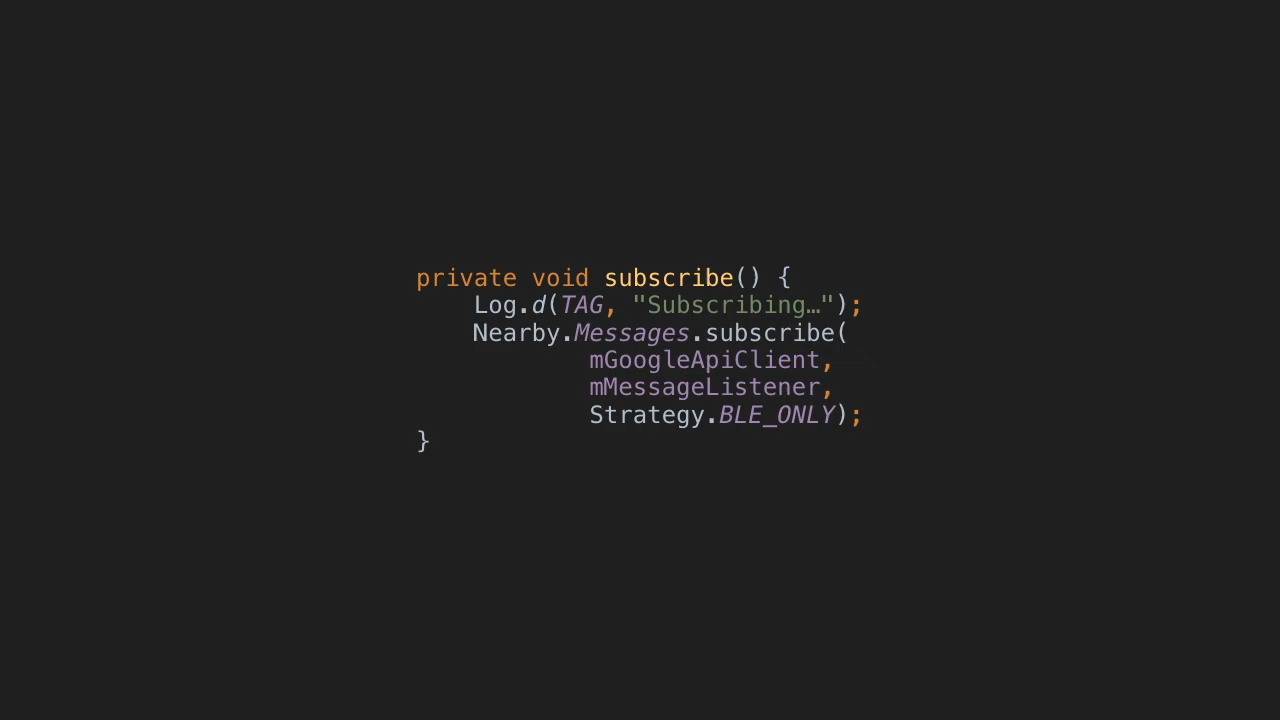 private void subscribe() {
    Log.d(TAG, "Subscribing…");
    Nearby.Messages.subscribe(
            mGoogleApiClient,
            mMessageListener,
            Strategy.BLE_ONLY);
}